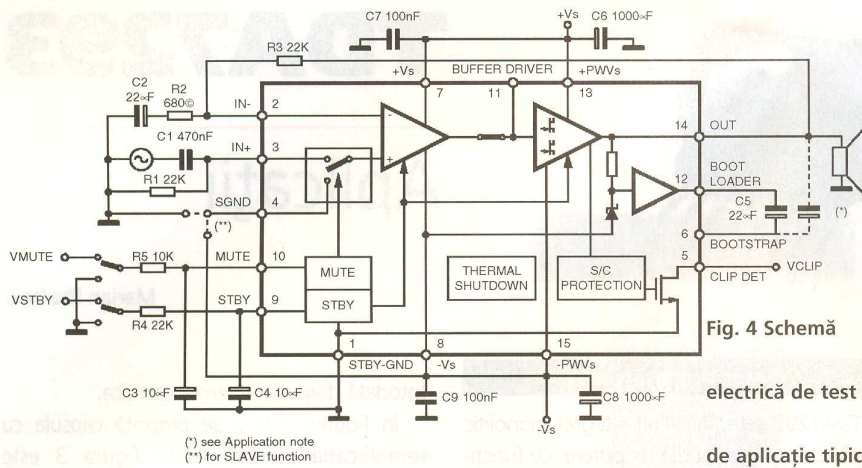 C7 100nF
+Vs
C6 1000∝F
R3 22K
+Vs
BUFFER DRIVER
+PWVs
C2
22∝F
R2
680©
IN-
2
7
11
13
-
14
OUT
C1 470nF
IN+
3
+
R1 22K
SGND
4
(**)
12
BOOT
LOADER
C5
22∝F
(*)
6
BOOTSTRAP
VMUTE
R5 10K
MUTE
10
MUTE
THERMAL
SHUTDOWN
S/C
PROTECTION
5
CLIP DET
VCLIP
VSTBY
R4 22K
STBY
9
STBY
1
8
15
STBY-GND
-Vs
-PWVs
C3 10∝F
C4 10∝F
C9 100nF
C8 1000∝F
-Vs
(*) see Application note
(**) for SLAVE function
Fig. 4 Schemă
electrică de test
de aplicație tipic